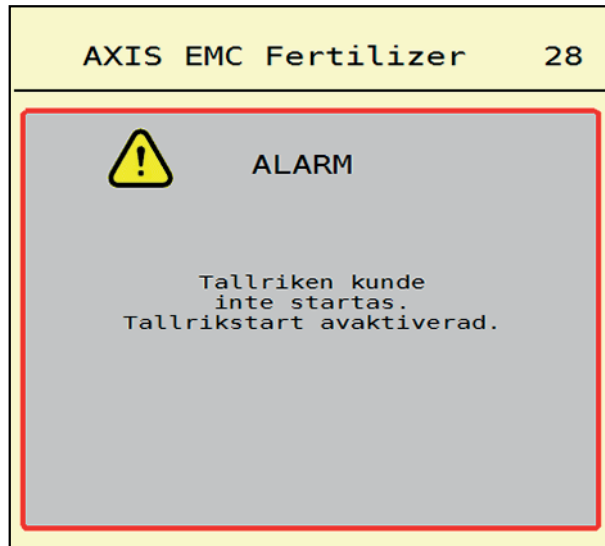 AXIS EMC Fertilizer 28
ALARM
Tallriken kunde
inte startas.
Tallrikstart avaktiverad.